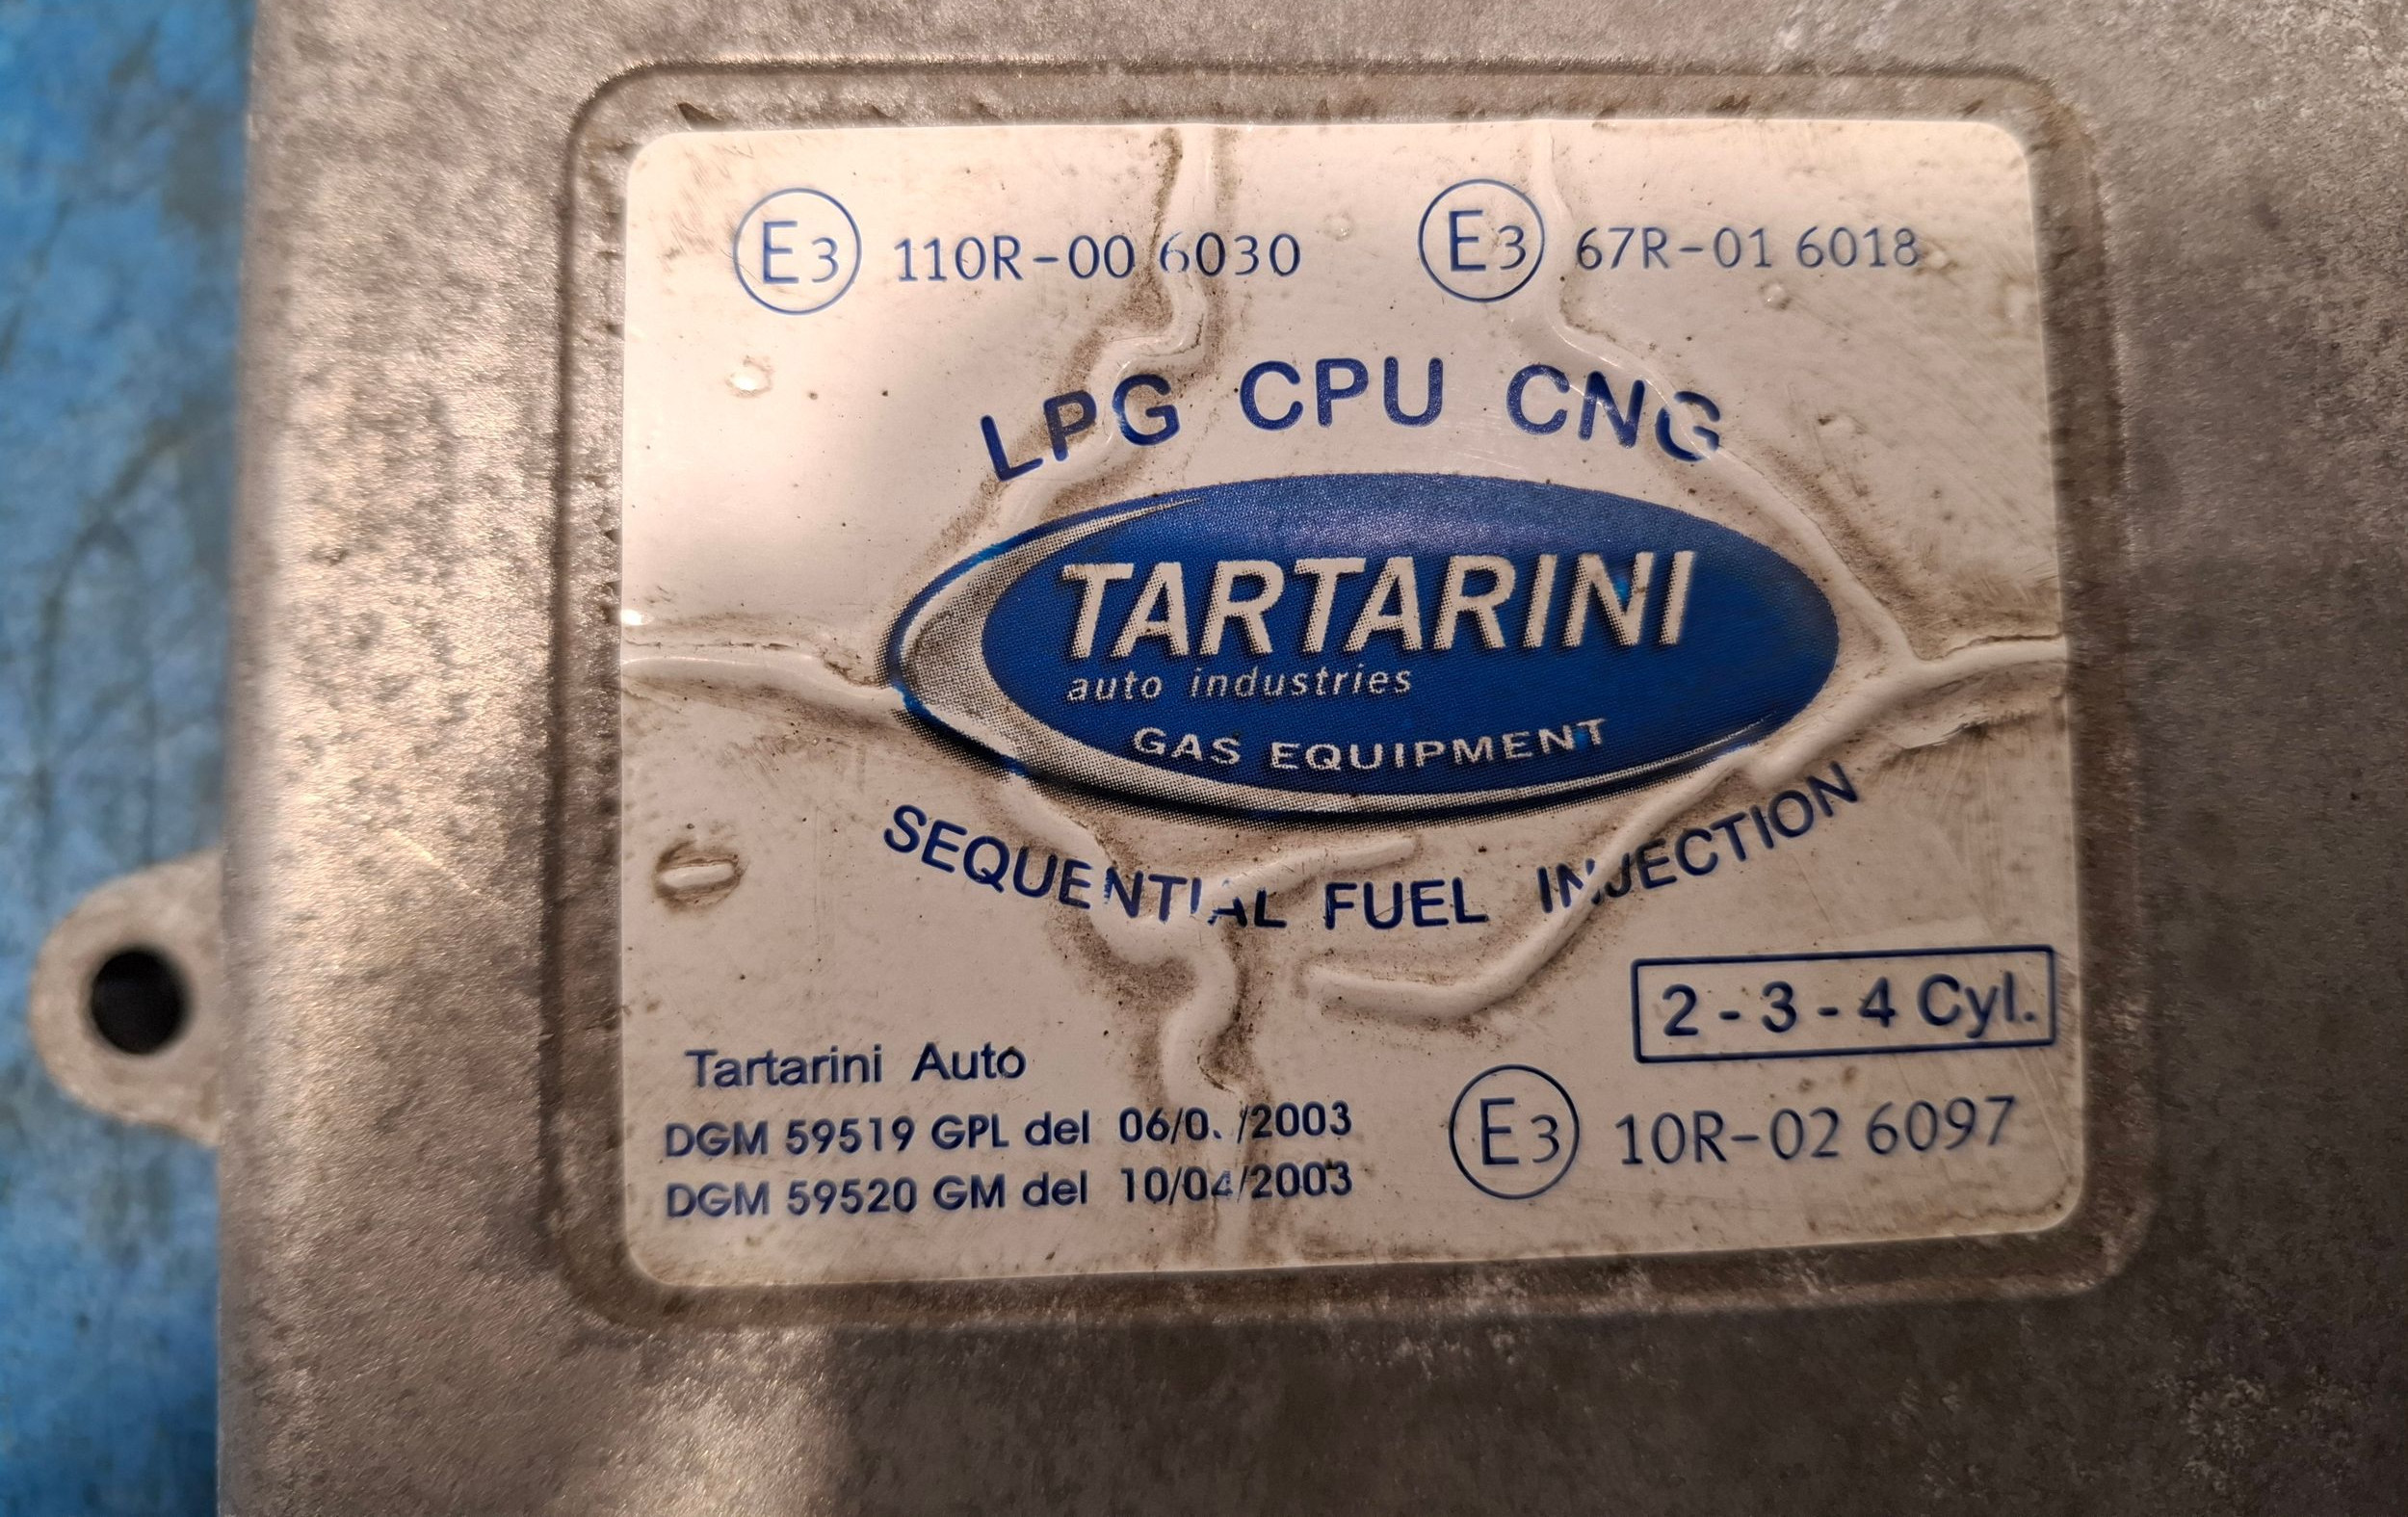 E3 110R-00 6030
E3 67R-01 6018
LPG CPU CNG
TARTARINI
auto industries
GAS EQUIPMENT
SEQUENTIAL FUEL INJECTION
2 - 3 - 4 Cyl.
Tartarini Auto
DGM 59519 GPL del
DGM 59520 GM del 10/04/2003
E3 10R-02 6097